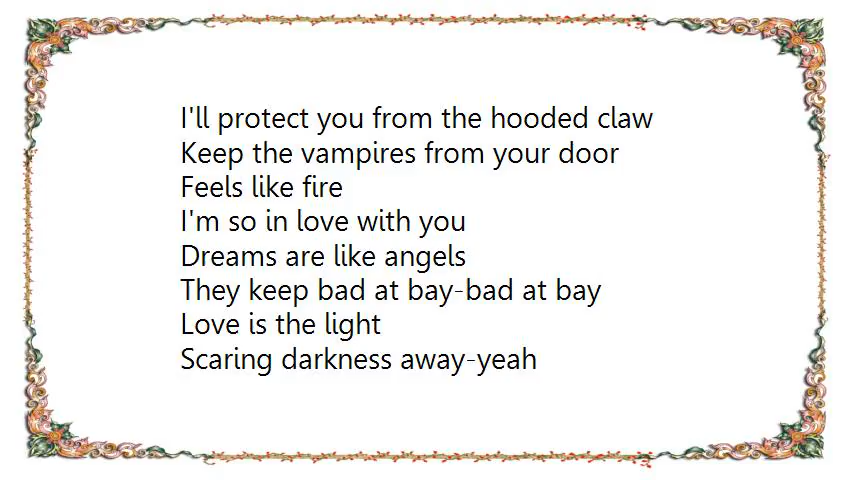 I'll protect you from the hooded claw
Keep the vampires from your door
Feels like fire
I'm so in love with you
Dreams are like angels
They keep bad at bay-bad at bay
Love is the light
Scaring darkness away-yeah